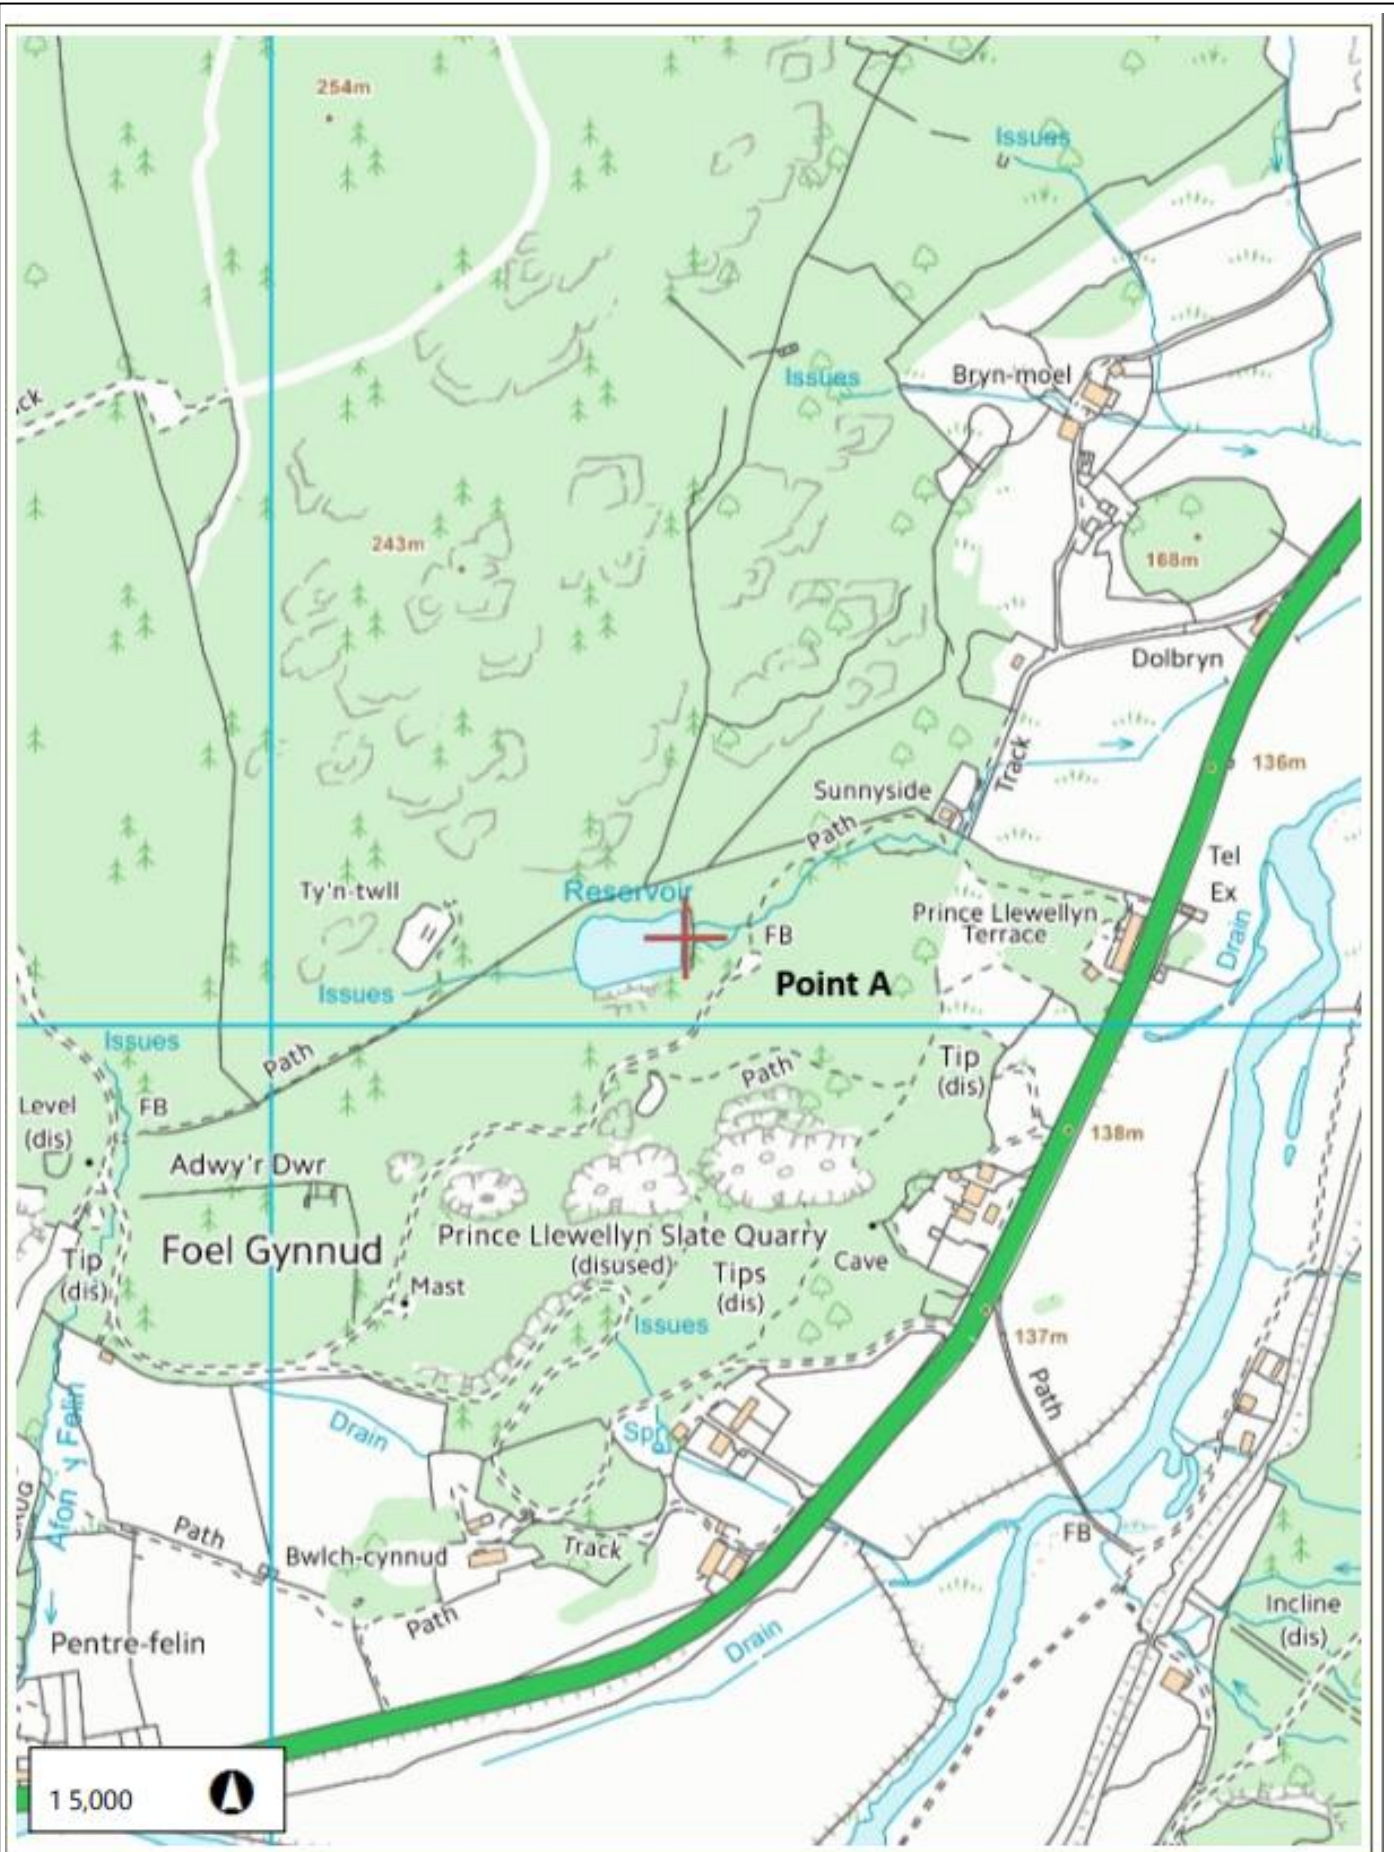 254m
Issues
ck
Issues
Bryn-moel
243m
168m
Dolbryn
Track
136m
Sunnyside
Path
Tel
Ex
Ty'n-twll
Reservoir
Prince Llewellyn
Terrace
FB
Drain
Point A
Issues
Issues
Path
Path
Tip
(dis)
Level
(dis)
FB
138m
Adwy'r Dwr
Foel Gynnud
Prince Llewellyn Slate Quarry
(disused)
Cave
Tip
(dis)
Tips
(dis)
Mast
Issues
137m
Path
Drain
Spr
Afon y Felin
Path
Bwlch-cynnud
Track
FB
Path
Incline
(dis)
Pentre-felin
Drain
1 5,000